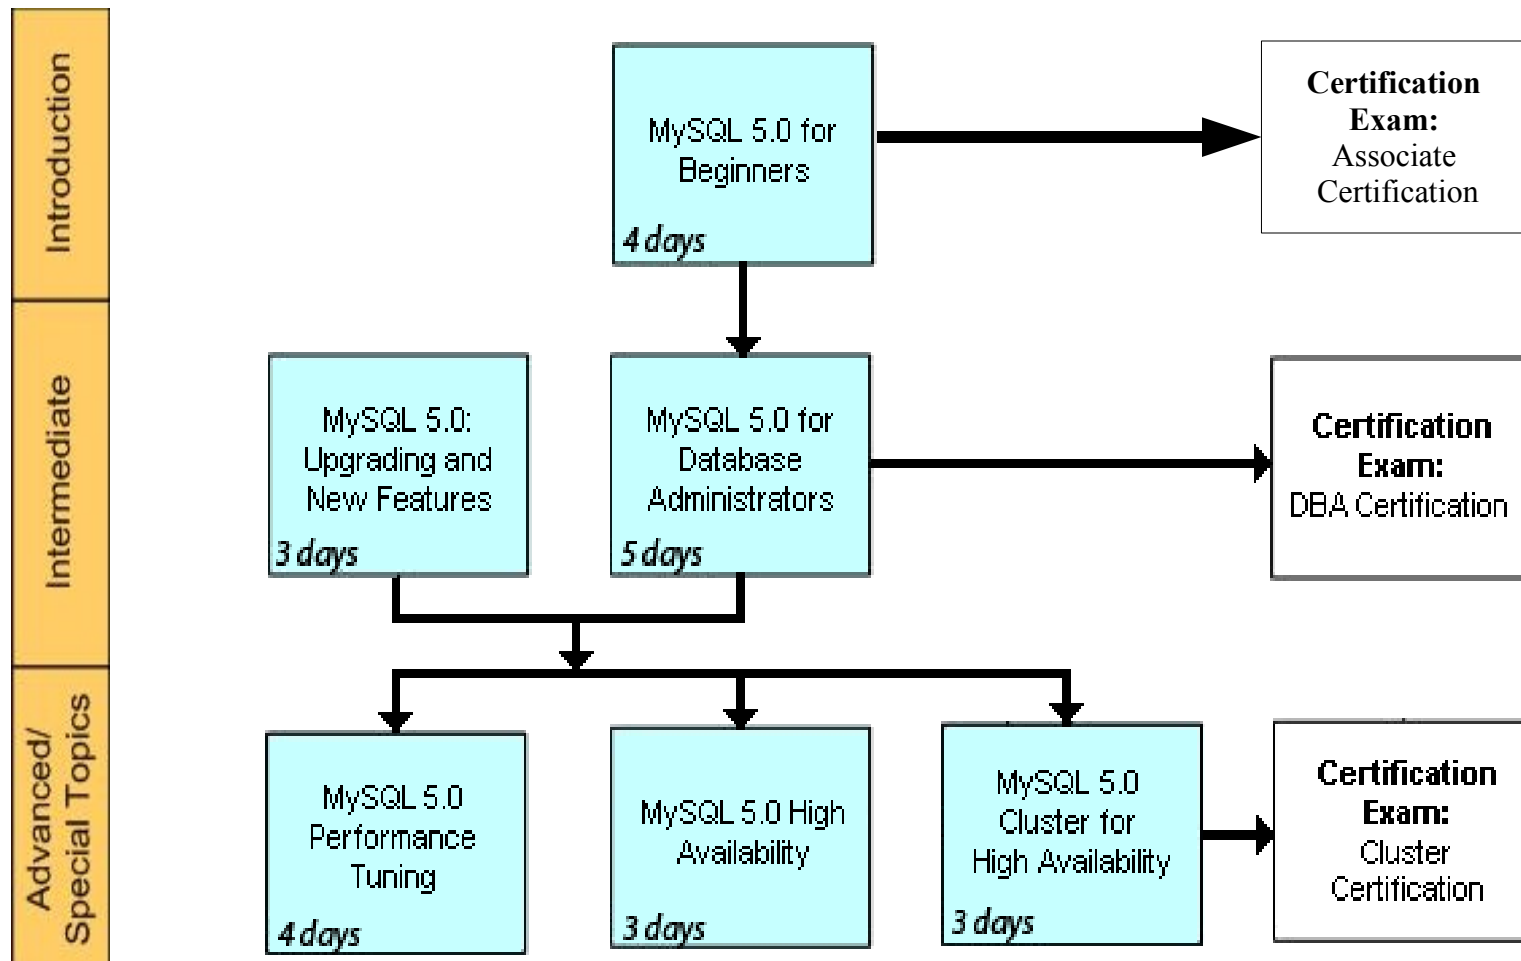 Introduction
MySQL 5.0 for
Beginners
4 days
Certification
Exam:
Associate
Certification
Intermediate
MySQL 5.0:
Upgrading and
New Features
3 days
MySQL 5.0 for
Database
Administrators
5 days
Certification
Exam:
DBA Certification
Advanced/
Special Topics
MySQL 5.0
Performance
Tuning
4 days
MySQL 5.0 High
Availability
3 days
MySQL 5.0
Cluster for
High Availability
3 days
Certification
Exam:
Cluster
Certification